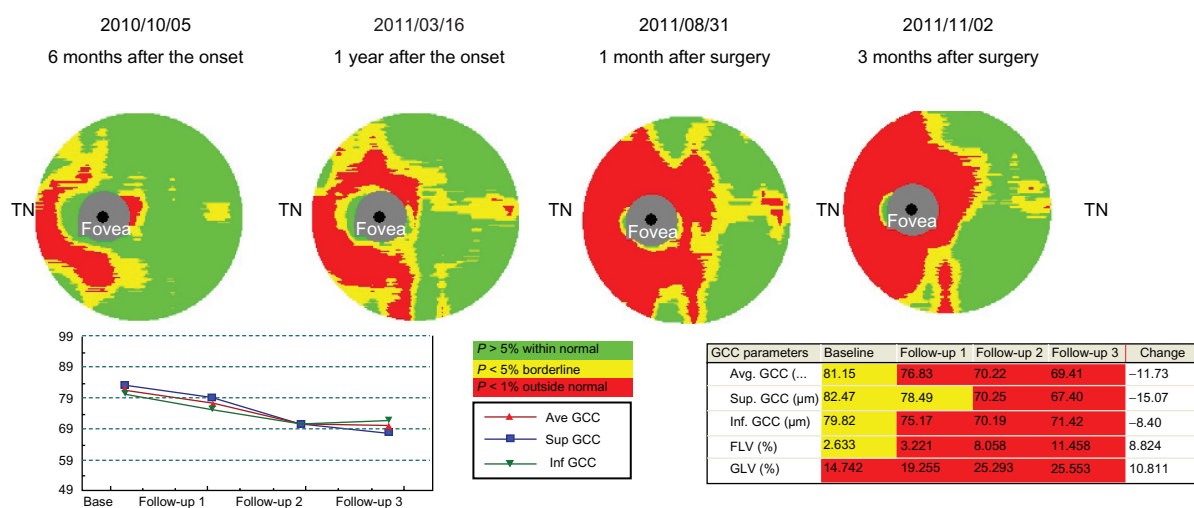 2010/10/05 2011/03/16 2011/08/31 2011/11/02
6 months after the onset 1 year after the onset 1 month after surgery 3 months after surgery
TN TN TN TN
Fovea Fovea Fovea Fovea
99
89
79
69
59
49
Base Follow-up 1 Follow-up 2 Follow-up 3
P > 5% within normal
P < 5% borderline
P < 1% outside normal
Ave GCC
Sup GCC
Inf GCC
GCC parameters Baseline Follow-up 1 Follow-up 2 Follow-up 3 Change
Avg. GCC (... 81.15 76.83 70.22 69.41 −11.73
Sup. GCC (µm) 82.47 78.49 70.25 67.40 −15.07
Inf. GCC (µm) 79.82 75.17 70.19 71.42 −8.40
FLV (%) 2.633 3.221 8.058 11.458 8.824
GLV (%) 14.742 19.255 25.293 25.553 10.811